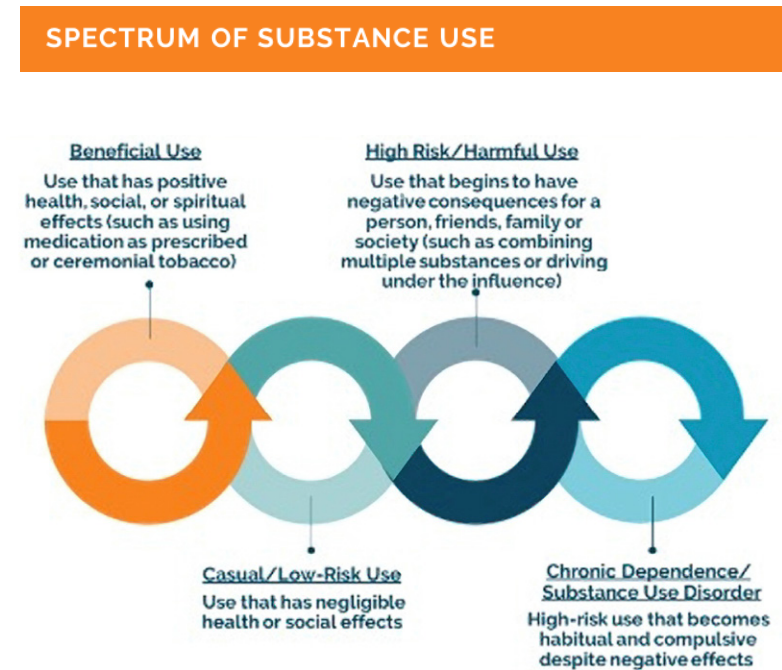 SPECTRUM OF SUBSTANCE USE
Beneficial Use
Use that has positive
health, social, or spiritual
effects (such as using
medication as prescribed
or ceremonial tobacco)
High Risk/Harmful Use
Use that begins to have
negative consequences for a
person, friends, family or
society (such as combining
multiple substances or driving
under the influence)
Casual/Low-Risk Use
Use that has negligible
health or social effects
Chronic Dependence/
Substance Use Disorder
High-risk use that becomes
habitual and compulsive
despite negative effects